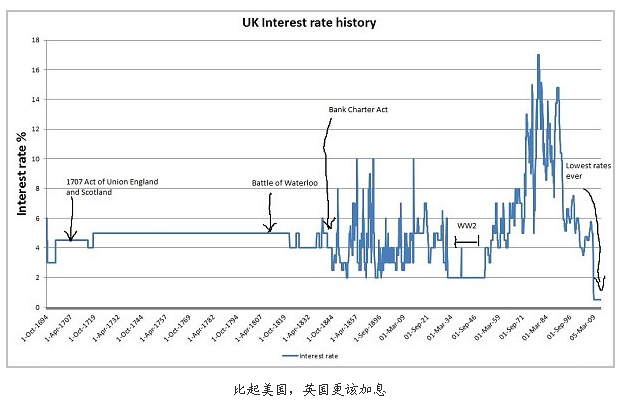 UK Interest rate history
Interest rate %
18
16
14
12
10
8
6
4
2
0
Bank Charter Act
1707 Act of Union England
and Scotland
Battle of Waterloo
WW2
Lowest rates
ever
1-Oct-1694
1-Apr-1707
1-Oct-1719
1-Apr-1732
1-Oct-1744
1-Apr-1757
1-Oct-1769
1-Apr-1782
1-Oct-1794
1-Apr-1807
1-Oct-1819
1-Apr-1832
1-Oct 1844
1-Apr-1857
1-Sep-1896
01-Mar-09
01-Sep-21
01-Mar-34
01-Sep-46
01-Mar-59
01-Sep-71
01-Mar-84
01-Sep-96
05-Mar-09
Interest rate
比起美国，英国更该加息